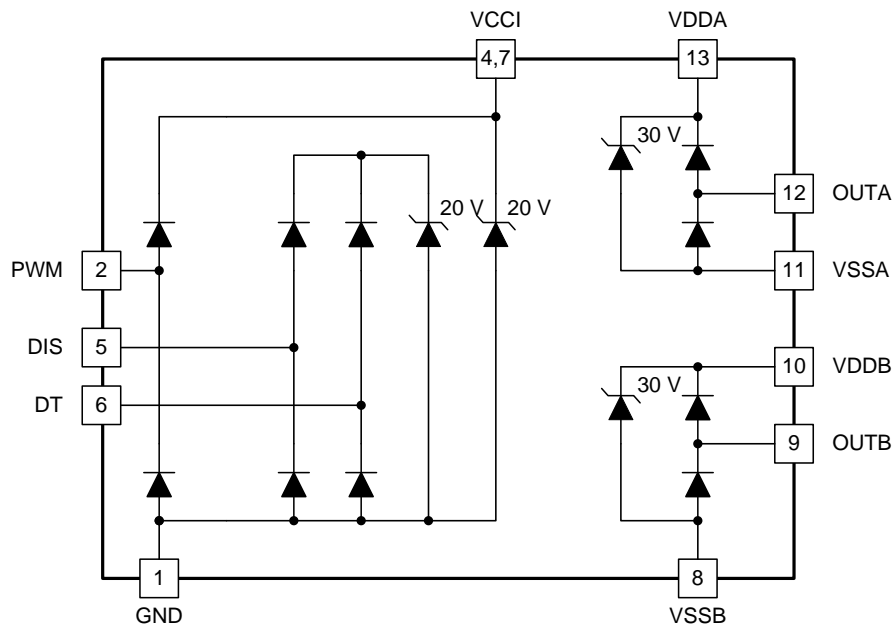 VCCI
VDDA
4,7
13
30 V
12
OUTA
20 V
20 V
PWM
2
11
VSSA
DIS
5
10
VDDB
30 V
DT
6
9
OUTB
1
8
GND
VSSB